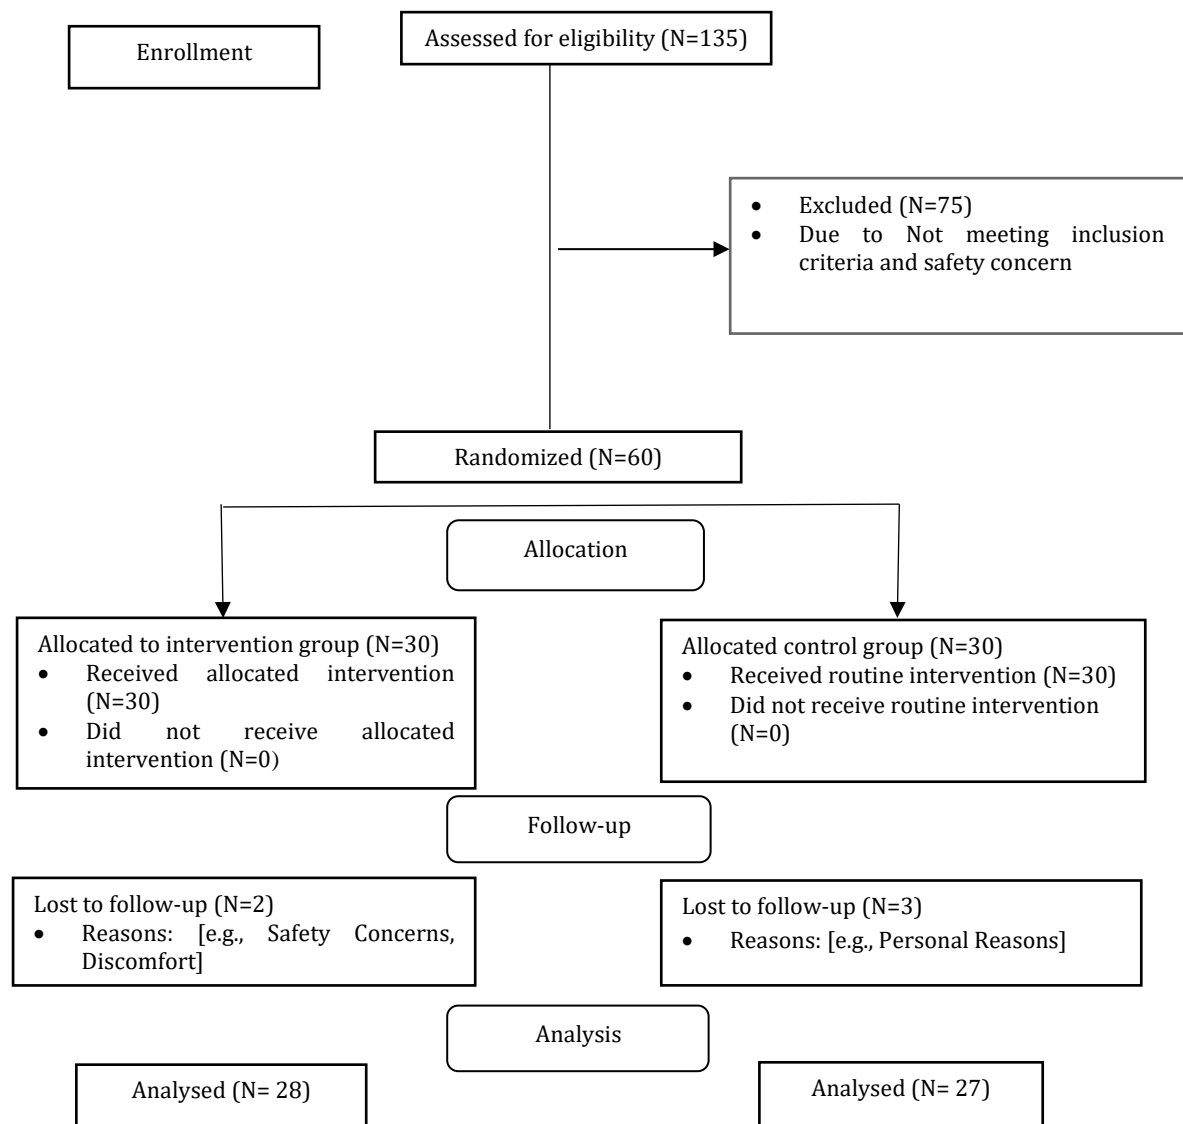 Enrollment
Assessed for eligibility (N=135)
• Excluded (N=75)
• Due to Not meeting inclusion
criteria and safety concern
Randomized (N=60)
Allocation
Allocated to intervention group (N=30)
• Received allocated intervention
(N=30)
• Did not receive allocated
intervention (N=0)
Allocated control group (N=30)
• Received routine intervention (N=30)
• Did not receive routine intervention
(N=0)
Follow-up
Lost to follow-up (N=2)
• Reasons: [e.g., Safety Concerns,
Discomfort]
Lost to follow-up (N=3)
• Reasons: [e.g., Personal Reasons]
Analysis
Analysed (N= 28)
Analysed (N= 27)